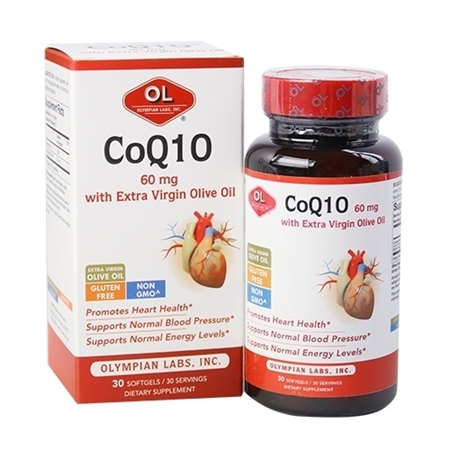 OL
OLYMPIAN LABS, INC.
®
CoQ10
60 mg
with Extra Virgin Olive Oil
EXTRA VIRGIN
OLIVE OIL
GLUTEN
FREE
NON
GMO^
Promotes Heart Health*
Supports Normal Blood Pressure*
Supports Normal Energy Levels*
OLYMPIAN LABS, INC.
30 SOFTGELS / 30 SERVINGS
DIETARY SUPPLEMENT
OL
CoQ10 60 mg
with Extra Virgin Olive Oil
EXTRA VIRGIN
OLIVE OIL
GLUTEN
FREE
NON
GMO^
Promotes Heart Health*
Supports Normal Blood Pressure*
Supports Normal Energy Levels*
OLYMPIAN LABS, INC.
30 SOFTGELS / 30 SERVINGS
DIETARY SUPPLEMENT